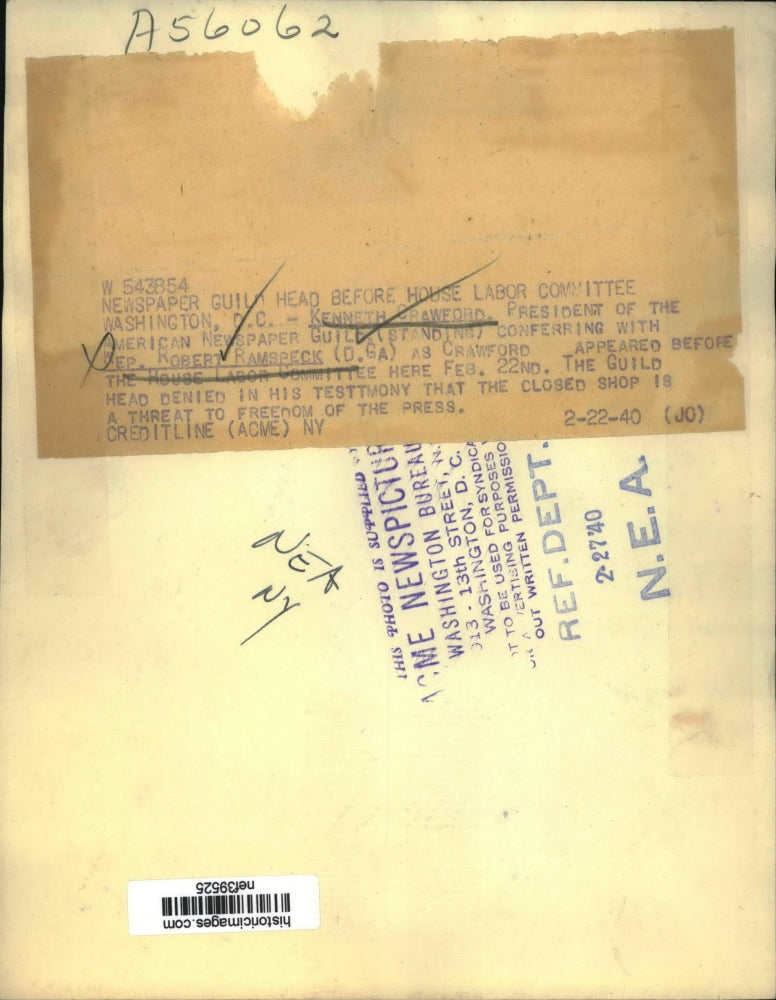 A56062
W 543854
NEWSPAPER GUILD HEAD BEFORE HOUSE LABOR COMMITTEE
WASHINGTON, D.C. - KENNETH CRAWFORD, PRESIDENT OF THE
AMERICAN NEWSPAPER GUILD (STANDING) CONFERRING WITH
REP. ROBERT RAMSPECK (D.GA) AS CRAWFORD APPEARED BEFORE
THE HOUSE LABOR COMMITTEE HERE FEB. 22ND. THE GUILD
HEAD DENIED IN HIS TESTTMONY THAT THE CLOSED SHOP IS
A THREAT TO FREEDOM OF THE PRESS.
CREDITLINE (ACME) NY 2-22-40 (JO)
THIS PHOTO IS SUPPLIED
ACME NEWSPICTUR
WASHINGTON BUREAU
13th STREET, N.
WASHINGTON, D. C.
USED FOR SYNDICA
TO BE USED PURPOSES
ADVERTISING PERMISSIO
OUT WRITTEN
REF. DEPT.
2-27'40
N.E.A.
NEA
NY
historicimages.com
nef39525